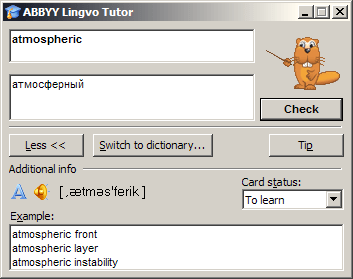 ABBYY Lingvo Tutor
atmospheric
атмосферный
Check
Less <<
Switch to dictionary...
Tip
Additional info
[ˌætməs'ferik]
Card status:
To learn
Example:
atmospheric front
atmospheric layer
atmospheric instability